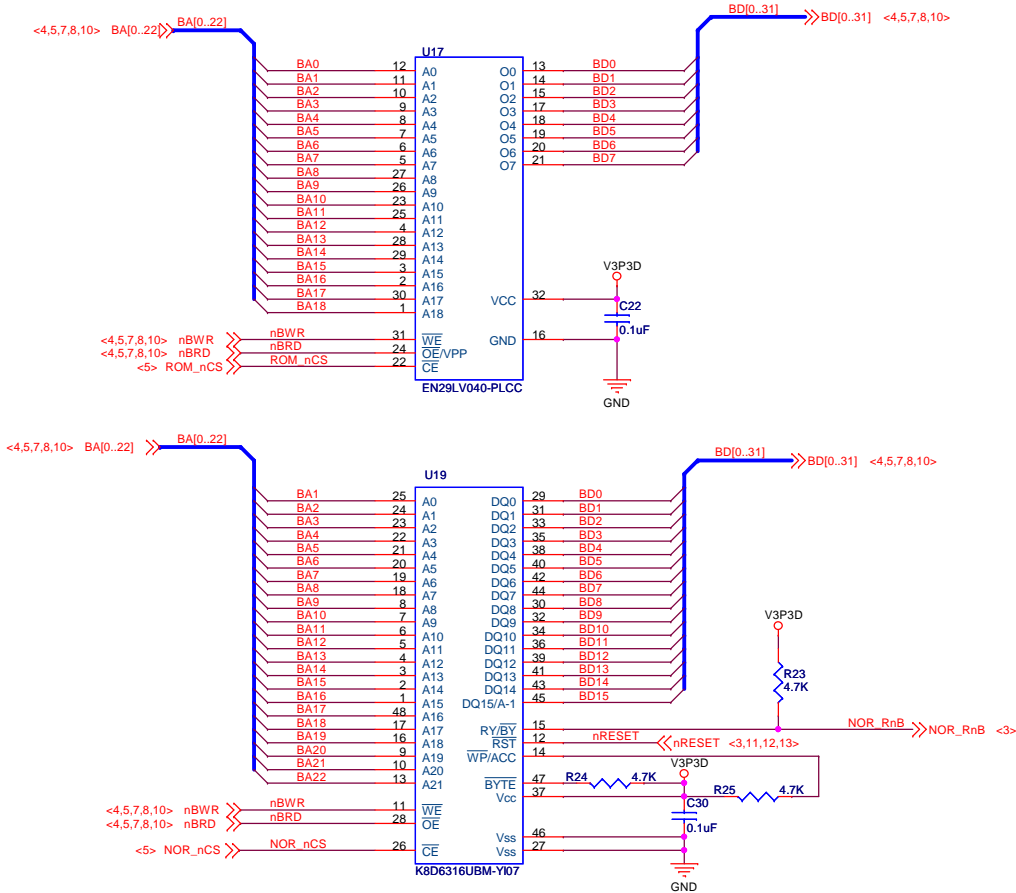 <4,5,7,8,10> BA[0..22] BA[0..22] BD[0..31] BD[0..31] <4,5,7,8,10>
U17
BA0 12 A0 O0 13 BD0
BA1 11 A1 O1 14 BD1
BA2 10 A2 O2 15 BD2
BA3 9 A3 O3 17 BD3
BA4 8 A4 O4 18 BD4
BA5 7 A5 O5 19 BD5
BA6 6 A6 O6 20 BD6
BA7 5 A7 O7 21 BD7
BA8 27 A8
BA9 26 A9
BA10 23 A10
BA11 25 A11
BA12 4 A12
BA13 28 A13
BA14 29 A14
BA15 3 A15 V3P3D
BA16 2 A16
BA17 30 A17 VCC 32 C22
BA18 1 A18 0.1uF
<4,5,7,8,10> nBWR nBWR 31 WE GND 16
<4,5,7,8,10> nBRD nBRD 24 OE/VPP
<5> ROM_nCS ROM_nCS 22 CE
EN29LV040-PLCC
GND
<4,5,7,8,10> BA[0..22] BA[0..22] BD[0..31] BD[0..31] <4,5,7,8,10>
U19
BA1 25 A0 DQ0 29 BD0
BA2 24 A1 DQ1 31 BD1
BA3 23 A2 DQ2 33 BD2
BA4 22 A3 DQ3 35 BD3
BA5 21 A4 DQ4 38 BD4
BA6 20 A5 DQ5 40 BD5
BA7 19 A6 DQ6 42 BD6
BA8 18 A7 DQ7 44 BD7
BA9 8 A8 DQ8 30 BD8
BA10 7 A9 DQ9 32 BD9 V3P3D
BA11 6 A10 DQ10 34 BD10
BA12 5 A11 DQ11 36 BD11
BA13 4 A12 DQ12 39 BD12
BA14 3 A13 DQ13 41 BD13 R23
BA15 2 A14 DQ14 43 BD14 4.7K
BA16 1 A15 DQ15/A-1 45 BD15
BA17 48 A16
BA18 17 A17 RY/BY 15 NOR_RnB NOR_RnB <3>
BA19 16 A18 RST 12 nRESET nRESET <3,11,12,13>
BA20 9 A19 WP/ACC 14
BA21 10 A20 V3P3D
BA22 13 A21 BYTE 47 R24 4.7K
Vcc 37 R25 4.7K
<4,5,7,8,10> nBWR nBWR 11 WE C30
<4,5,7,8,10> nBRD nBRD 28 OE 0.1uF
Vss 46
<5> NOR_nCS NOR_nCS 26 CE Vss 27
K8D6316UBM-YI07
GND